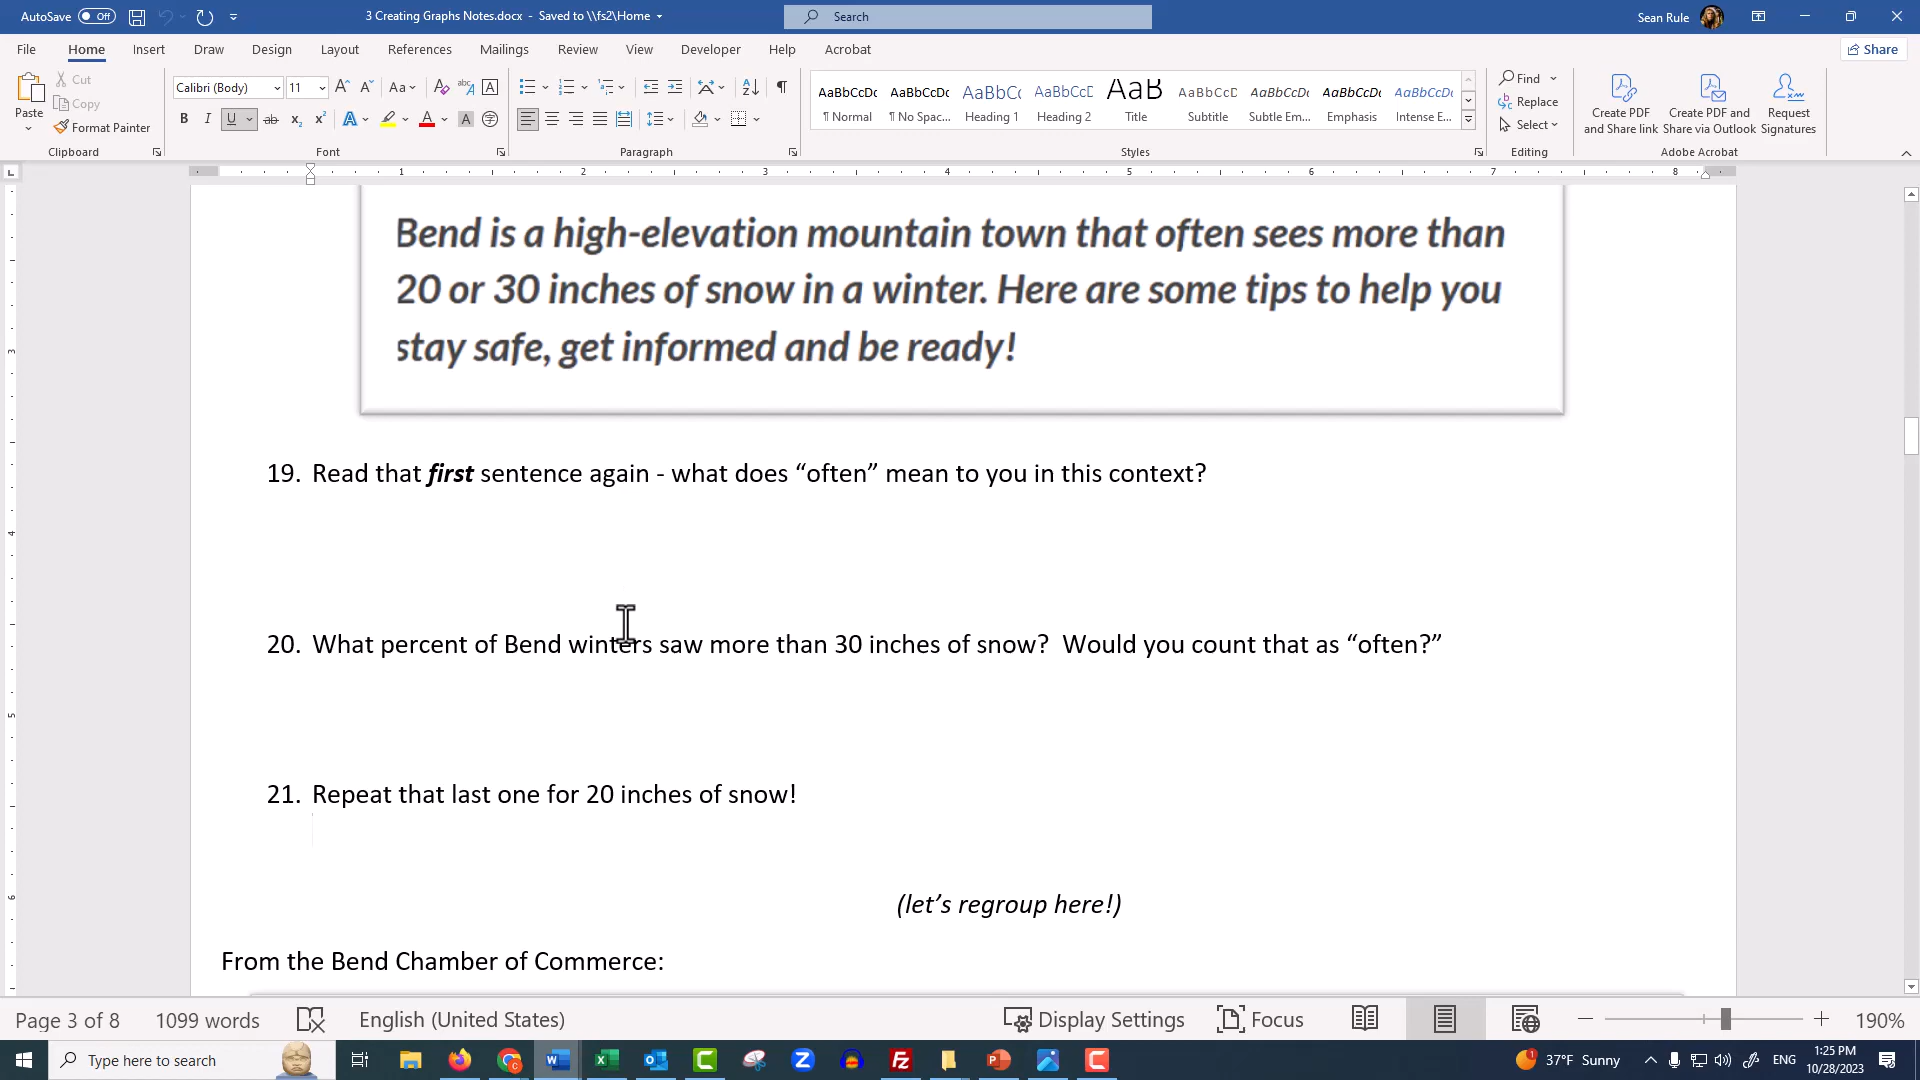 AutoSave Off 3 Creating Graphs Notes.docx - Saved to \\fs2\Home Search Sean Rule
File Home Insert Draw Design Layout References Mailings Review View Developer Help Acrobat Share
Paste Cut Copy Format Painter
Calibri (Body) 11
AaBbCcDc AaBbCcDc AaBbCc AaBbCcD AaB AaBbCcD AaBbCcDc AaBbCcDc AaBbCcDc
¶ Normal ¶ No Spac... Heading 1 Heading 2 Title Subtitle Subtle Em... Emphasis Intense E...
Find
Replace
Select
Create PDF and Share link
Create PDF and Share via Outlook
Request Signatures
Clipboard Font Paragraph Styles Editing Adobe Acrobat
1 2 3 4 5 6 7 8
Bend is a high-elevation mountain town that often sees more than
20 or 30 inches of snow in a winter. Here are some tips to help you
stay safe, get informed and be ready!
19. Read that first sentence again - what does “often” mean to you in this context?
20. What percent of Bend winters saw more than 30 inches of snow?  Would you count that as “often?”
21. Repeat that last one for 20 inches of snow!
(let’s regroup here!)
From the Bend Chamber of Commerce:
Page 3 of 8 1099 words English (United States) Display Settings Focus 190%
Type here to search 37°F Sunny ENG 1:25 PM
10/28/2023